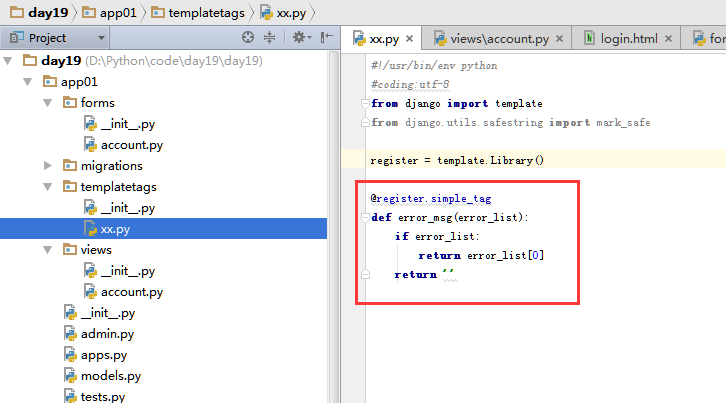 day19 app01 templatetags xx.py
Project
xx.py views\account.py login.html for
day19 (D:\Python\code\day19\day19)
app01
forms
__init__.py
account.py
migrations
templatetags
__init__.py
xx.py
views
__init__.py
account.py
__init__.py
admin.py
apps.py
models.py
tests.py
#!/usr/bin/env python
#coding:utf-8
from django import template
from django.utils.safestring import mark_safe
register = template.Library()
@register.simple_tag
def error_msg(error_list):
if error_list:
return error_list[0]
return ''